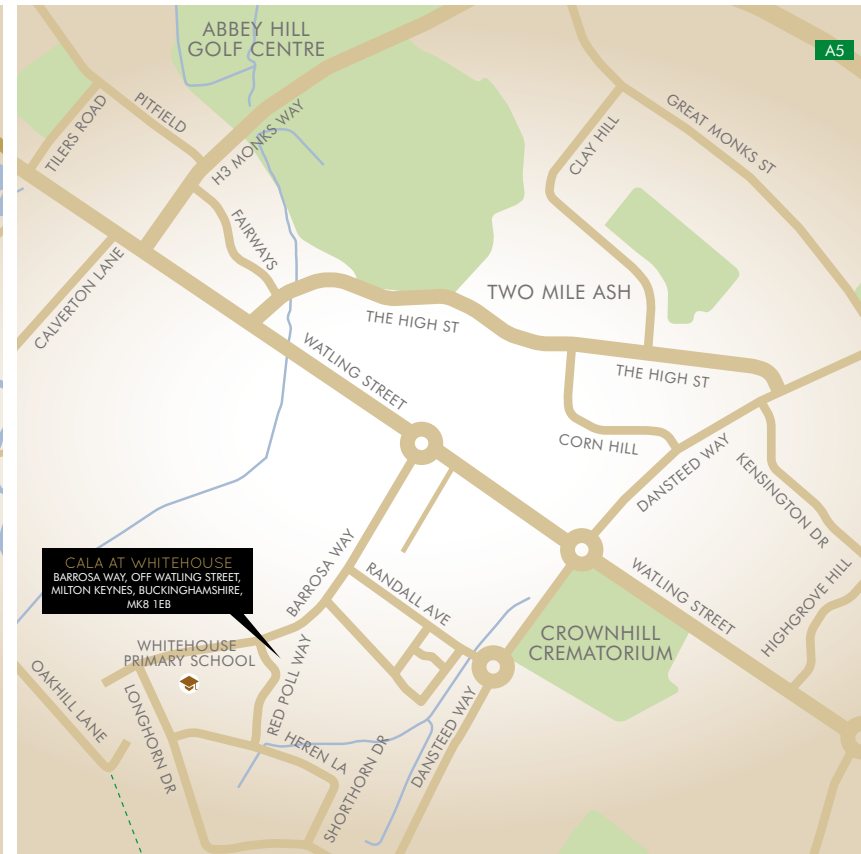 ABBEY HILL
GOLF CENTRE
A5
TILERS ROAD
PITFIELD
H3 MONKS WAY
GREAT MONKS ST
CLAY HILL
FAIRWAYS
CALVERTON LANE
TWO MILE ASH
THE HIGH ST
WATLING STREET
THE HIGH ST
CORN HILL
DANSTEED WAY
KENSINGTON DR
CALA AT WHITEHOUSE
BARROSA WAY, OFF WATLING STREET,
MILTON KEYNES, BUCKINGHAMSHIRE,
MK8 1EB
BARROSA WAY
RANDALL AVE
WATLING STREET
HIGHGROVE HILL
CROWNHILL
CREMATORIUM
WHITEHOUSE
PRIMARY SCHOOL
RED POLL WAY
OAKHILL LANE
LONGHORN DR
HEREN LA
SHORTHORN DR
DANSTEED WAY